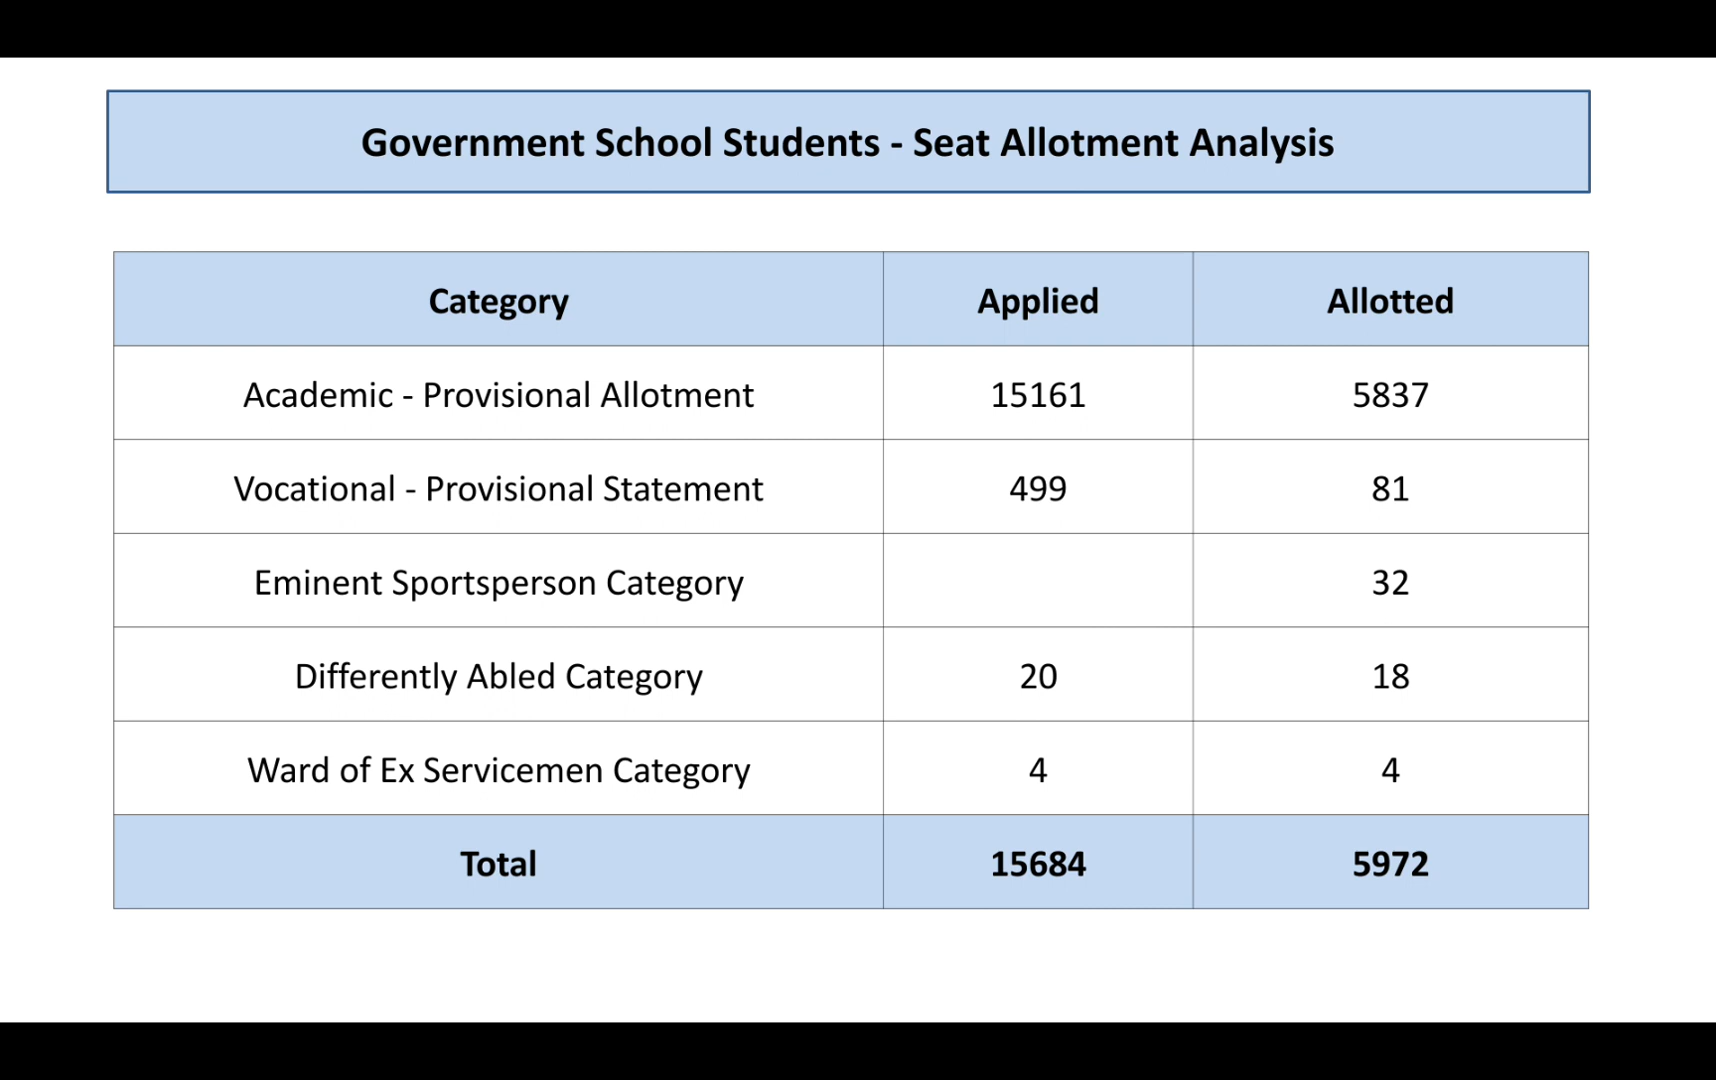 Government School Students - Seat Allotment Analysis
Category Applied Allotted
Academic - Provisional Allotment 15161 5837
Vocational - Provisional Statement 499 81
Eminent Sportsperson Category 32
Differently Abled Category 20 18
Ward of Ex Servicemen Category 4 4
Total 15684 5972